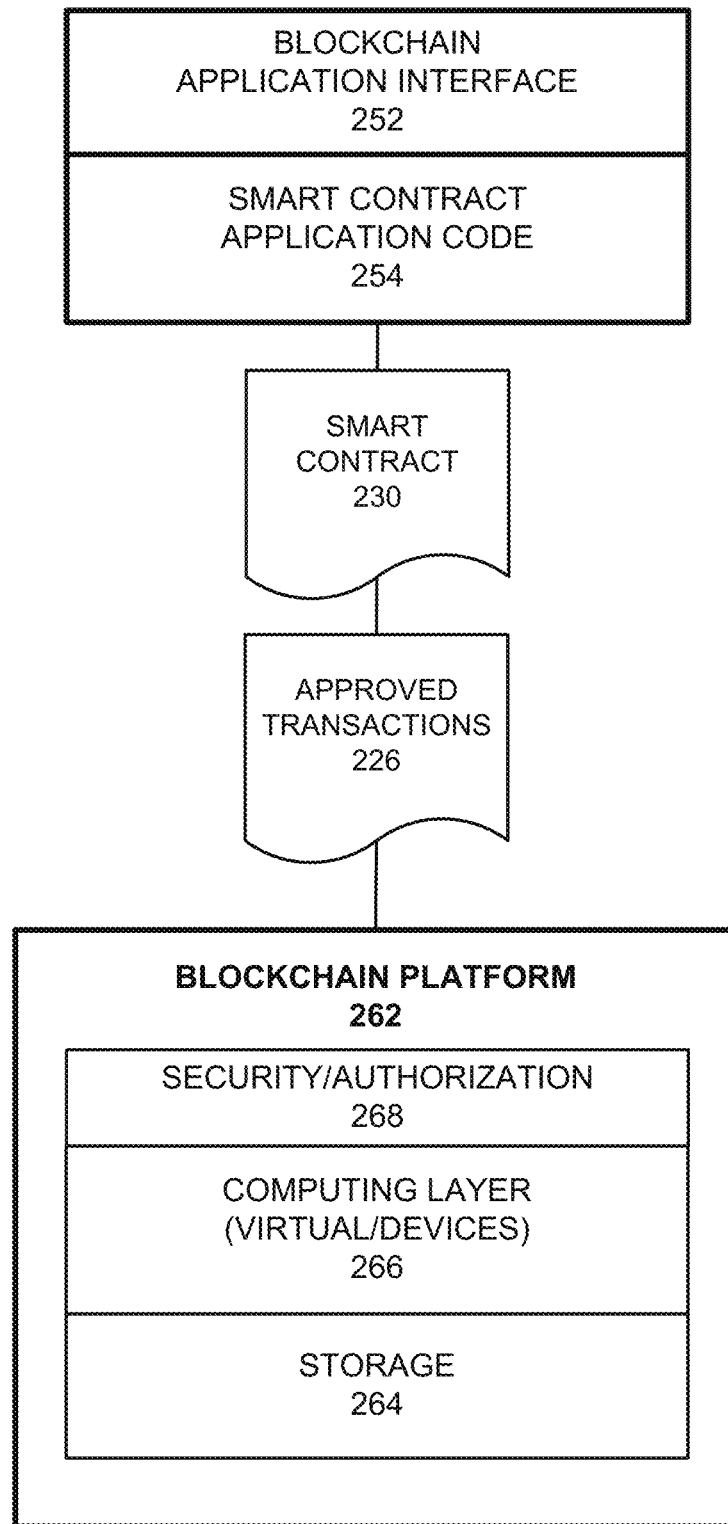 BLOCKCHAIN
APPLICATION INTERFACE
252
SMART CONTRACT
APPLICATION CODE
254
SMART
CONTRACT
230
APPROVED
TRANSACTIONS
226
BLOCKCHAIN PLATFORM
262
SECURITY/AUTHORIZATION
268
COMPUTING LAYER
(VIRTUAL/DEVICES)
266
STORAGE
264